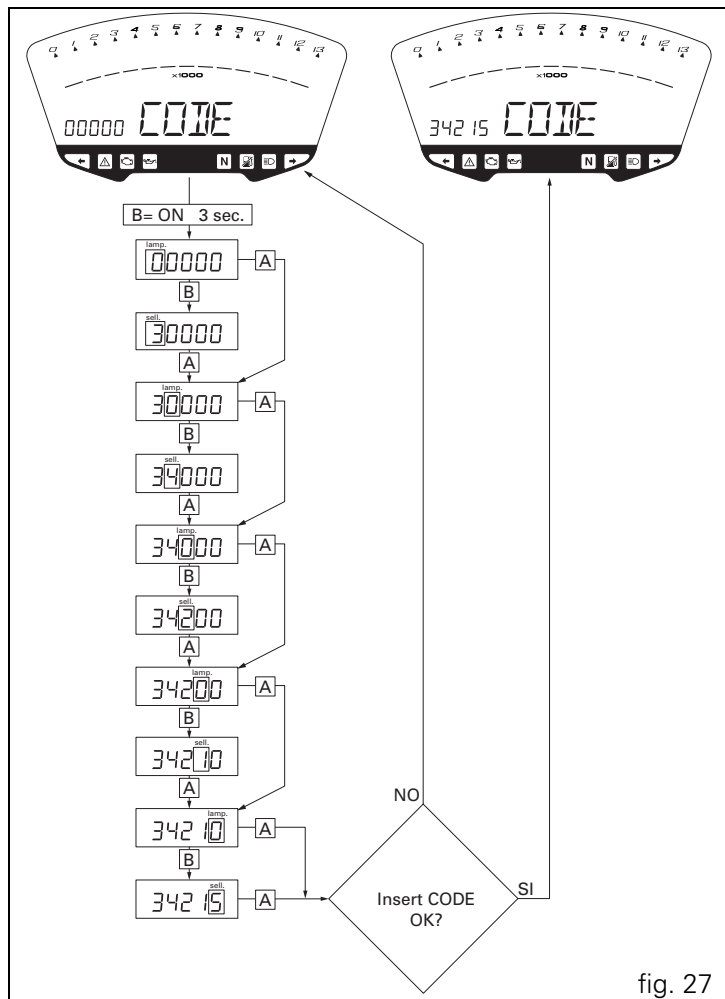 0 1 2 3 4 5 6 7 8 9 10 11 12 13
x1000
00000 CODE
N
0 1 2 3 4 5 6 7 8 9 10 11 12 13
x1000
34215 CODE
N
B= ON 3 sec.
lamp.
00000 A
B
sell.
30000
A
lamp.
30000 A
B
sell.
34000
A
lamp.
34000 A
B
sell.
34200
A
lamp.
34200 A
B
sell.
34210
A
lamp.
34210 A
B
sell.
34215 A
NO
SI
Insert CODE
OK?
fig. 27